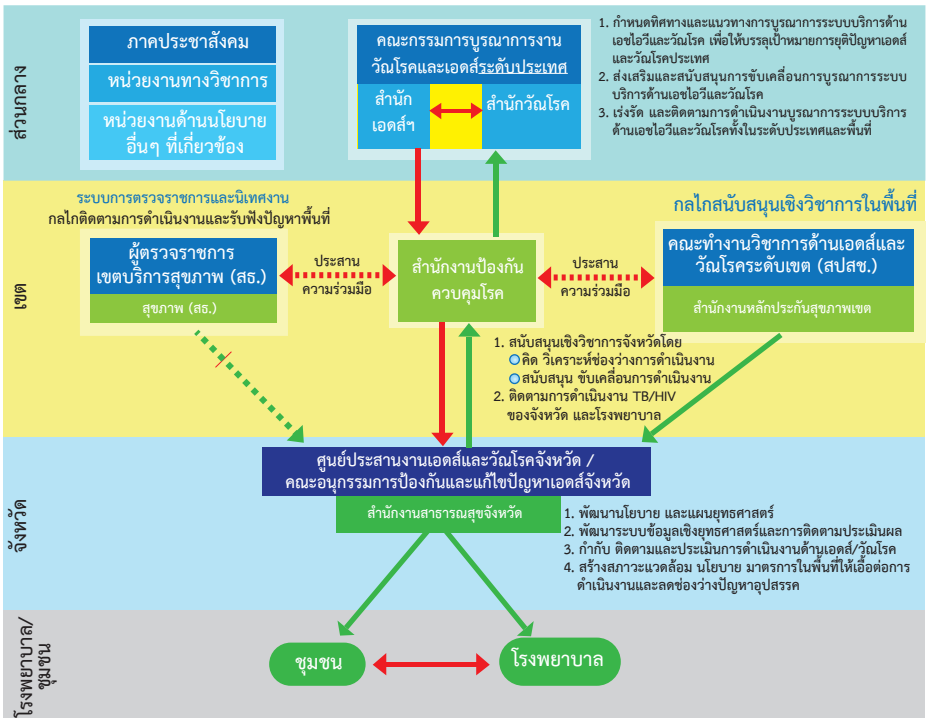 ส่วนกลาง
ภาคประชาสังคม
หน่วยงานทางวิชาการ
หน่วยงานด้านนโยบาย
อื่นๆ ที่เกี่ยวข้อง
คณะกรรมการบูรณาการงาน
วัณโรคและเอดส์ระดับประเทศ
สำนัก
เอดส์ฯ
สำนักวัณโรค
1. กำหนดทิศทางและแนวทางการบูรณาการระบบบริการด้าน
เอชไอวีและวัณโรค เพื่อให้บรรลุเป้าหมายการยุติปัญหาเอดส์
และวัณโรคประเทศ
2. ส่งเสริมและสนับสนุนการขับเคลื่อนการบูรณาการระบบ
บริการด้านเอชไอวีและวัณโรค
3. เร่งรัด และติดตามการดำเนินงานบูรณาการระบบบริการ
ด้านเอชไอวีและวัณโรคทั้งในระดับประเทศและพื้นที่
เขต
ระบบการตรวจราชการและนิเทศงาน
กลไกติดตามการดำเนินงานและรับฟังปัญหาพื้นที่
ผู้ตรวจราชการ
เขตบริการสุขภาพ (สธ.)
สุขภาพ (สธ.)
ประสาน
ความร่วมมือ
สำนักงานป้องกัน
ควบคุมโรค
ประสาน
ความร่วมมือ
กลไกสนับสนุนเชิงวิชาการในพื้นที่
คณะทำงานวิชาการด้านเอดส์และ
วัณโรคระดับเขต (สปสช.)
สำนักงานหลักประกันสุขภาพเขต
1. สนับสนุนเชิงวิชาการจังหวัดโดย
คิด วิเคราะห์ช่องว่างการดำเนินงาน
สนับสนุน ขับเคลื่อนการดำเนินงาน
2. ติดตามการดำเนินงาน TB/HIV
ของจังหวัด และโรงพยาบาล
จังหวัด
ศูนย์ประสานงานเอดส์และวัณโรคจังหวัด /
คณะอนุกรรมการป้องกันและแก้ไขปัญหาเอดส์จังหวัด
สำนักงานสาธารณสุขจังหวัด
1. พัฒนานโยบาย และแผนยุทธศาสตร์
2. พัฒนาระบบข้อมูลเชิงยุทธศาสตร์และการติดตามประเมินผล
3. กำกับ ติดตามและประเมินการดำเนินงานด้านเอดส์/วัณโรค
4. สร้างสภาวะแวดล้อม นโยบาย มาตรการในพื้นที่ให้เอื้อต่อการ
ดำเนินงานและลดช่องว่างปัญหาอุปสรรค
โรงพยาบาล/
ชุมชน
ชุมชน
โรงพยาบาล